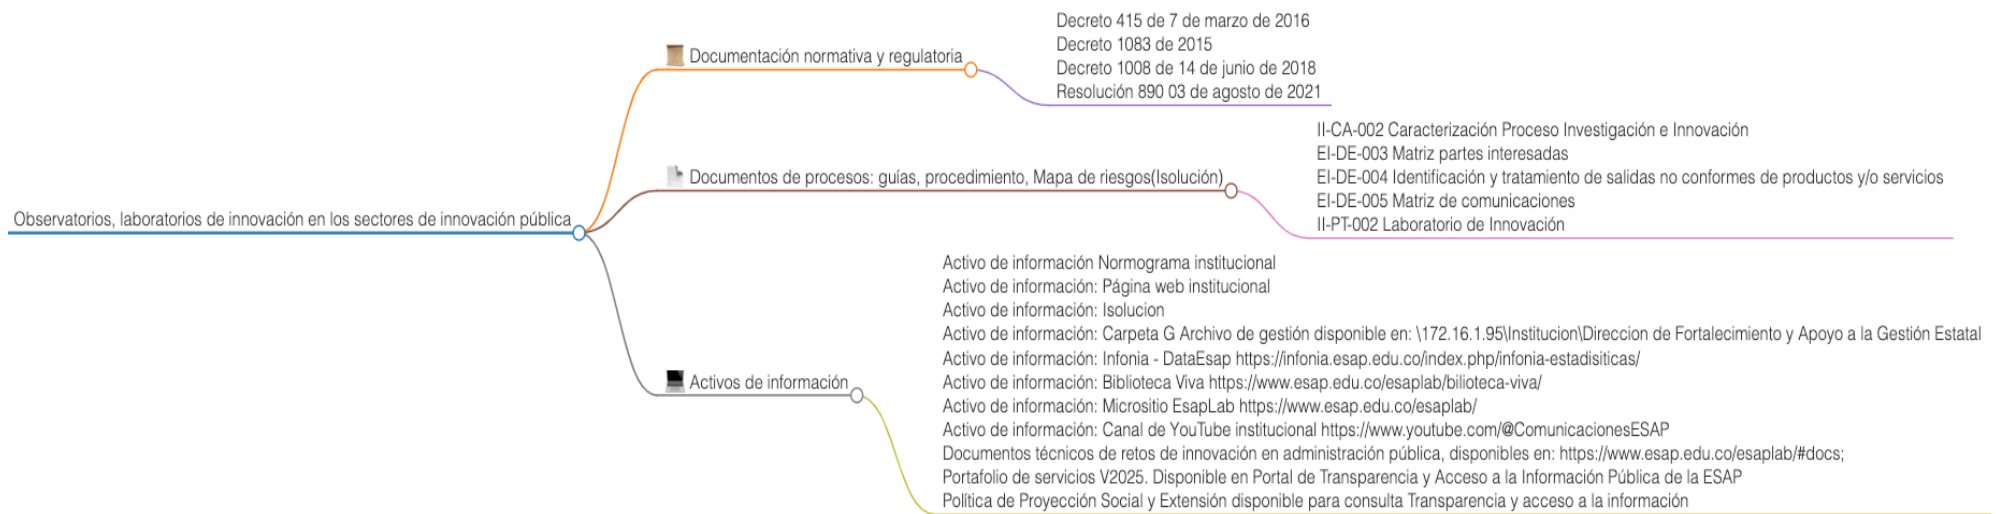 Observatorios, laboratorios de innovación en los sectores de innovación pública
Documentación normativa y regulatoria
Decreto 415 de 7 de marzo de 2016
Decreto 1083 de 2015
Decreto 1008 de 14 de junio de 2018
Resolución 890 03 de agosto de 2021
Documentos de procesos: guías, procedimiento, Mapa de riesgos(Isolución)
II-CA-002 Caracterización Proceso Investigación e Innovación
EI-DE-003 Matriz partes interesadas
EI-DE-004 Identificación y tratamiento de salidas no conformes de productos y/o servicios
EI-DE-005 Matriz de comunicaciones
II-PT-002 Laboratorio de Innovación
Activos de información
Activo de información Normograma institucional
Activo de información: Página web institucional
Activo de información: Isolucion
Activo de información: Carpeta G Archivo de gestión disponible en: \172.16.1.95\Institucion\Direccion de Fortalecimiento y Apoyo a la Gestión Estatal
Activo de información: Infonia - DataEsap https://infonia.esap.edu.co/index.php/infonia-estadisiticas/
Activo de información: Biblioteca Viva https://www.esap.edu.co/esaplab/bilioteca-viva/
Activo de información: Micrositio EsapLab https://www.esap.edu.co/esaplab/
Activo de información: Canal de YouTube institucional https://www.youtube.com/@ComunicacionesESAP
Documentos técnicos de retos de innovación en administración pública, disponibles en: https://www.esap.edu.co/esaplab/#docs;
Portafolio de servicios V2025. Disponible en Portal de Transparencia y Acceso a la Información Pública de la ESAP
Política de Proyección Social y Extensión disponible para consulta Transparencia y acceso a la información